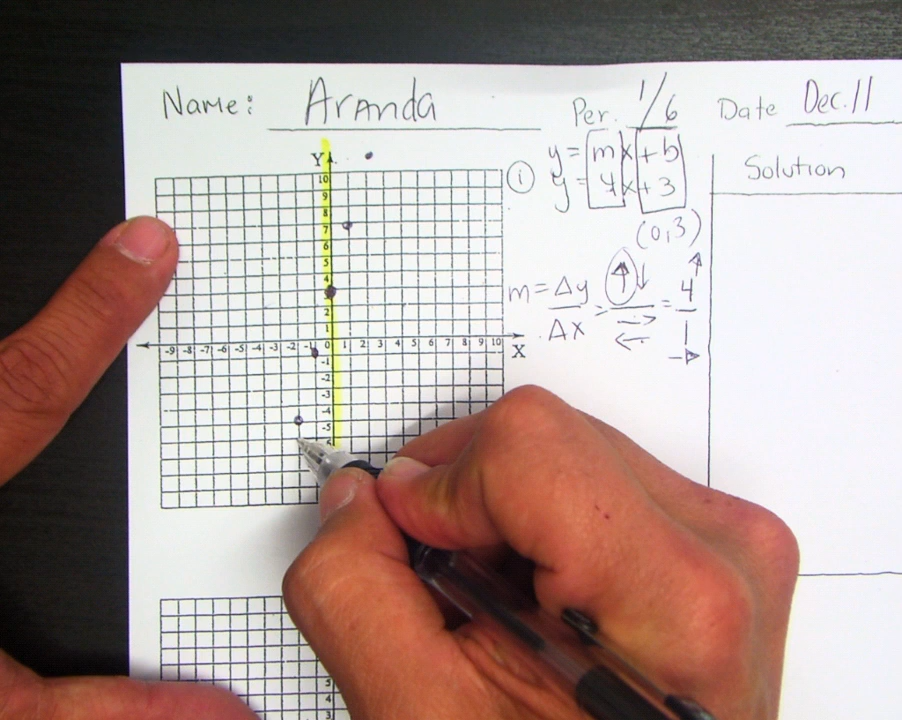 Name: Aranda Per. 1/6 Date Dec.11
Y
10
9
8
7
6
5
4
3
2
1
-9 -8 -7 -6 -5 -4 -3 -2 -1 0 1 2 3 4 5 6 7 8 9 10 X
-1
-2
-3
-4
-5
① y = mx + b
y = 4x + 3
(0,3)
m = Δy/Δx = ↑↓/→← = 4↑/1→
Solution
5
4
3